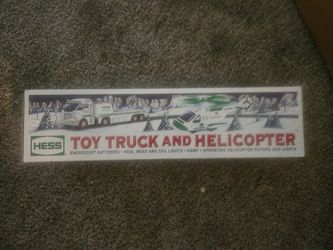 HESS
TOY TRUCK AND HELICOPTER
ENERGIZER® BATTERIES • REAL HEAD AND TAIL LIGHTS • RAMP • OPERATING HELICOPTER ROTORS AND LIGHTS